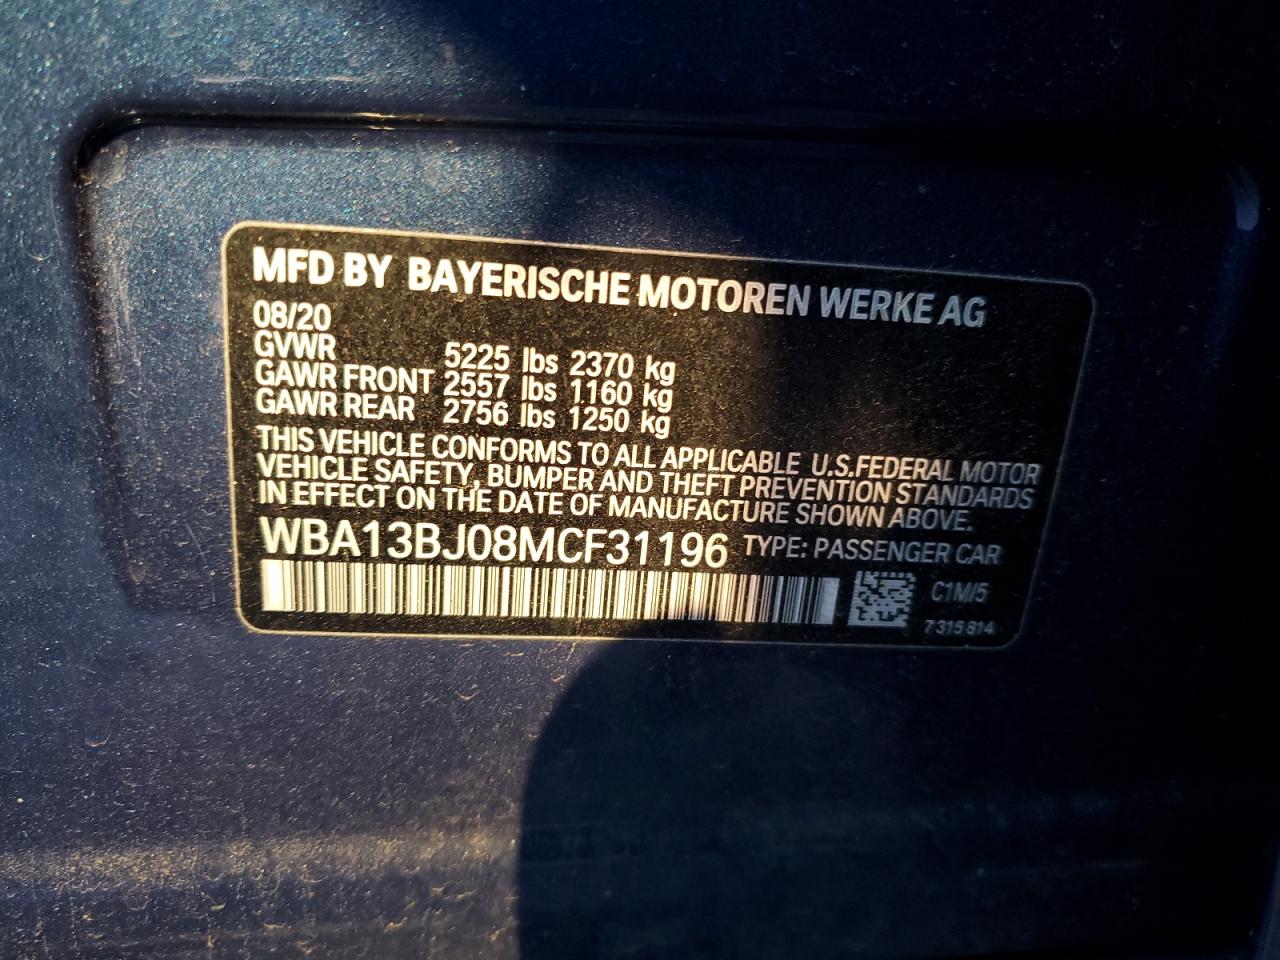 MFD BY BAYERISCHE MOTOREN WERKE AG
08/20
GVWR 5225 lbs 2370 kg
GAWR FRONT 2557 lbs 1160 kg
GAWR REAR 2756 lbs 1250 kg
THIS VEHICLE CONFORMS TO ALL APPLICABLE U.S.FEDERAL MOTOR
VEHICLE SAFETY, BUMPER AND THEFT PREVENTION STANDARDS
IN EFFECT ON THE DATE OF MANUFACTURE SHOWN ABOVE.
WBA13BJ08MCF31196 TYPE: PASSENGER CAR
C1M/5
7 315 814